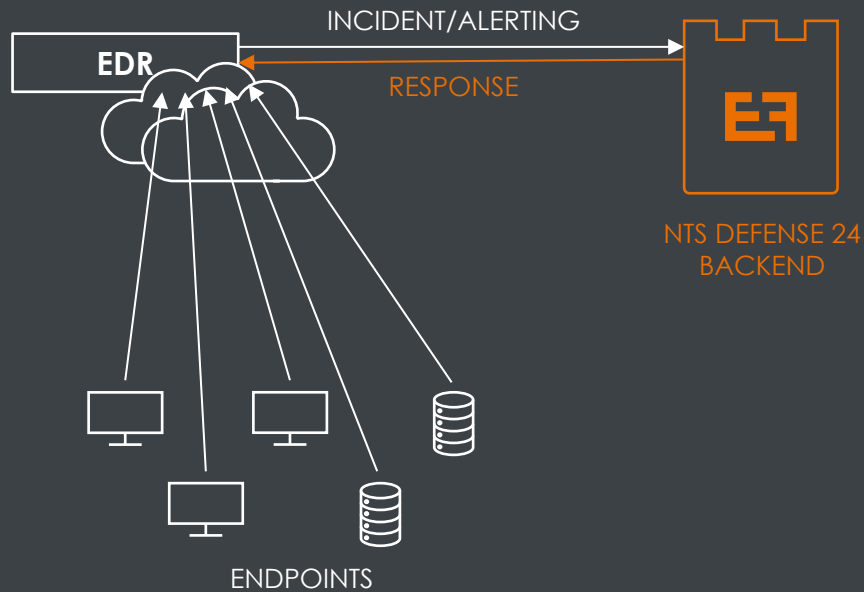 INCIDENT/ALERTING
EDR
RESPONSE
NTS DEFENSE 24
BACKEND
ENDPOINTS